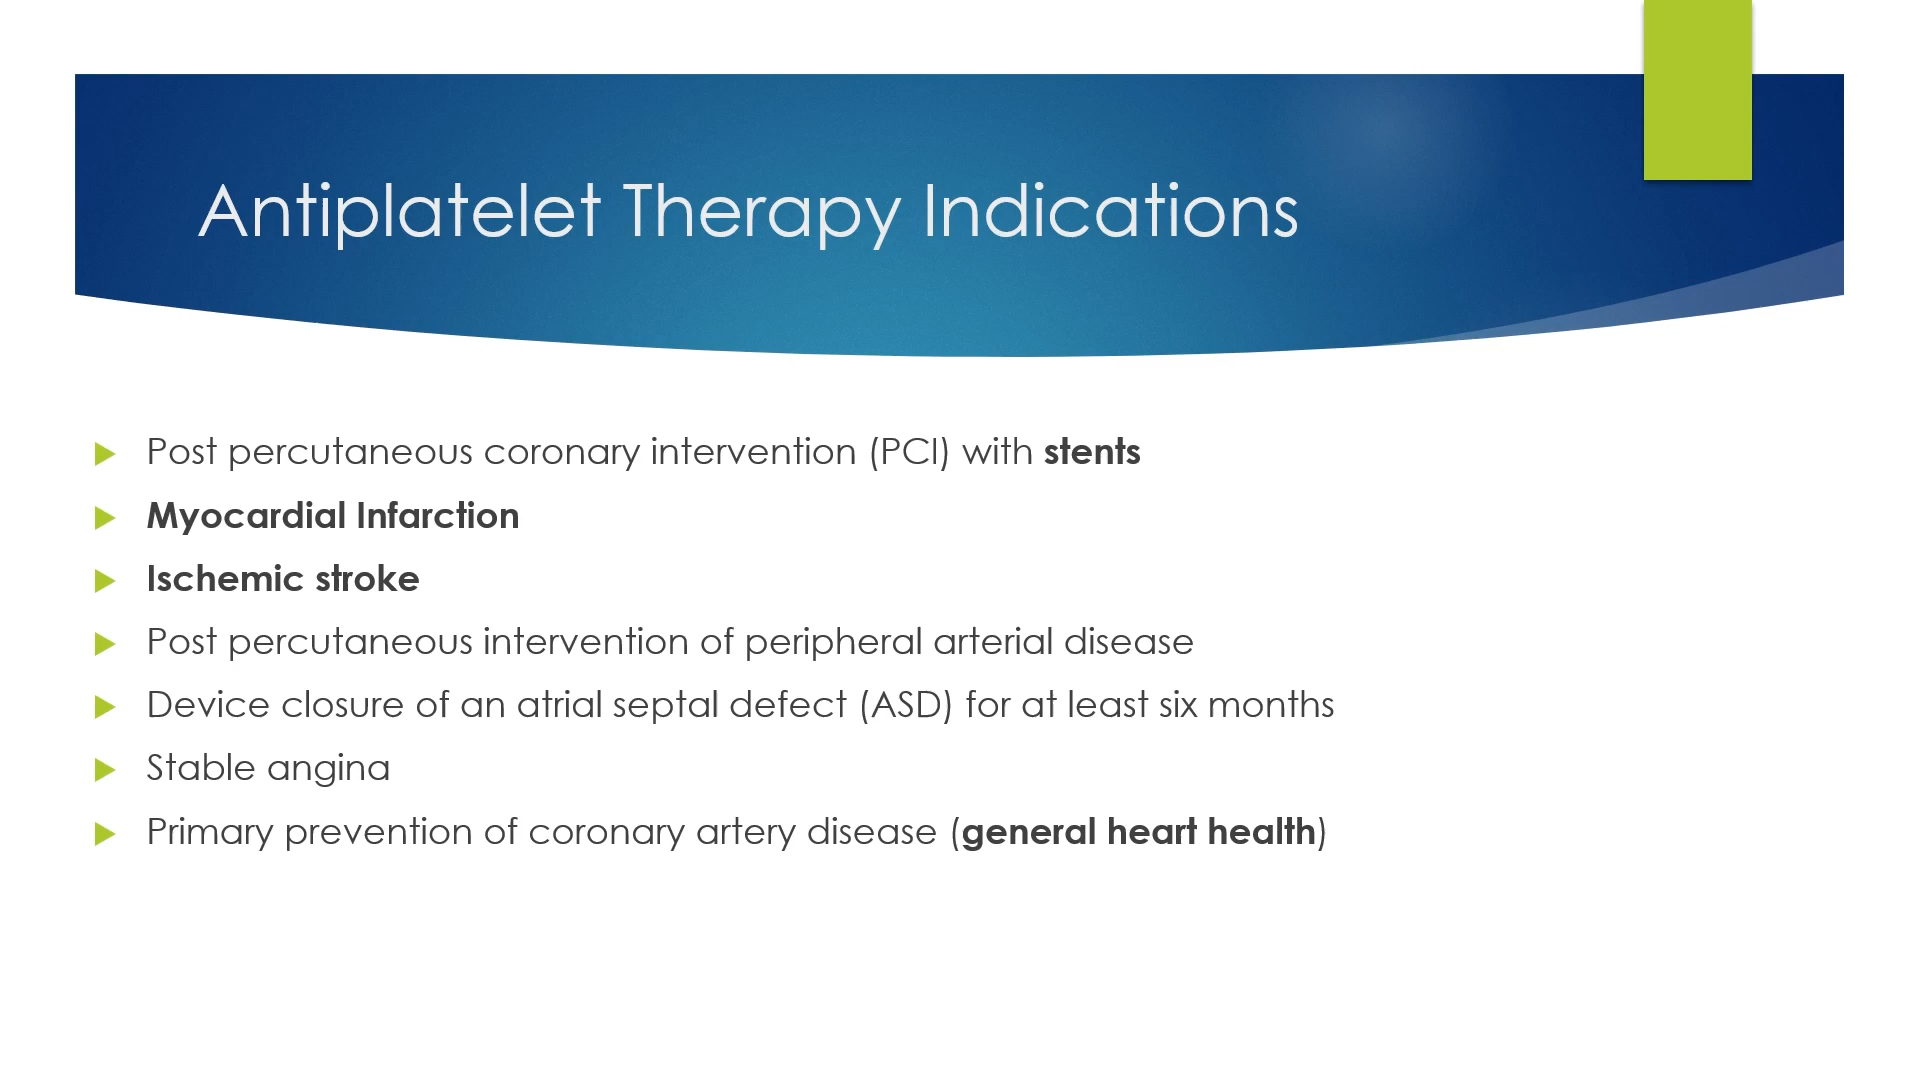 Antiplatelet Therapy Indications
Post percutaneous coronary intervention (PCI) with stents
Myocardial Infarction
Ischemic stroke
Post percutaneous intervention of peripheral arterial disease
Device closure of an atrial septal defect (ASD) for at least six months
Stable angina
Primary prevention of coronary artery disease (general heart health)